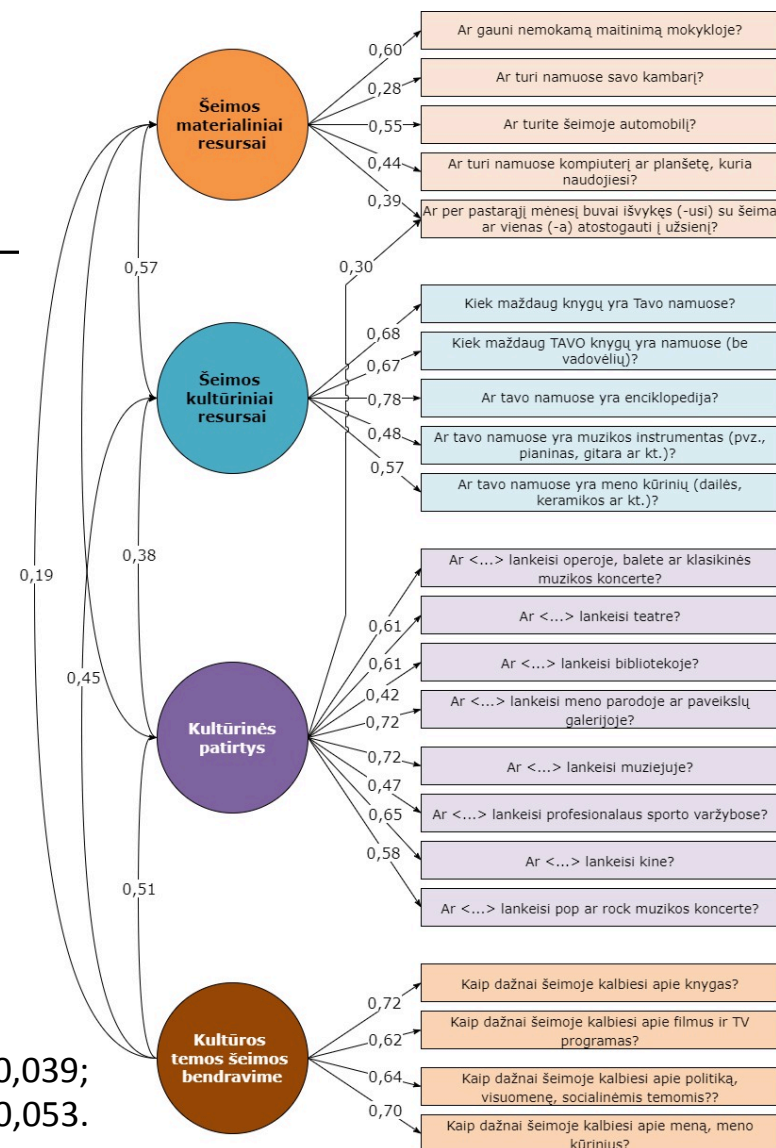 Šeimos
materialiniai
resursai
0,60
0,28
0,55
0,44
0,39
Ar gauni nemokamą maitinimą mokykloje?
Ar turi namuose savo kambarį?
Ar turite šeimoje automobilį?
Ar turi namuose kompiuterį ar planšetę, kuria
naudojiesi?
Ar per pastarąjį mėnesį buvai išvykęs (-usi) su šeima
ar vienas (-a) atostogauti į užsienį?
0,57
0,30
Šeimos
kultūriniai
resursai
0,68
0,67
0,78
0,48
0,57
Kiek maždaug knygų yra Tavo namuose?
Kiek maždaug TAVO knygų yra namuose (be
vadovėlių)?
Ar tavo namuose yra enciklopedija?
Ar tavo namuose yra muzikos instrumentas (pvz.,
pianinas, gitara ar kt.)?
Ar tavo namuose yra meno kūrinių (dailės,
keramikos ar kt.)?
0,38
0,19
0,45
Kultūrinės
patirtys
0,61
0,61
0,42
0,72
0,72
0,47
0,65
0,58
Ar <...> lankeisi operoje, balete ar klasikinės
muzikos koncerte?
Ar <...> lankeisi teatre?
Ar <...> lankeisi bibliotekoje?
Ar <...> lankeisi meno parodoje ar paveikslų
galerijoje?
Ar <...> lankeisi muziejuje?
Ar <...> lankeisi profesionalaus sporto varžybose?
Ar <...> lankeisi kine?
Ar <...> lankeisi pop ar rock muzikos koncerte?
0,51
Kultūros
temos šeimos
bendravime
0,72
0,62
0,64
0,70
Kaip dažnai šeimoje kalbiesi apie knygas?
Kaip dažnai šeimoje kalbiesi apie filmus ir TV
programas?
Kaip dažnai šeimoje kalbiesi apie politiką,
visuomenę, socialinėmis temomis??
Kaip dažnai šeimoje kalbiesi apie meną, meno
kūrinius?
0,039;
0,053.